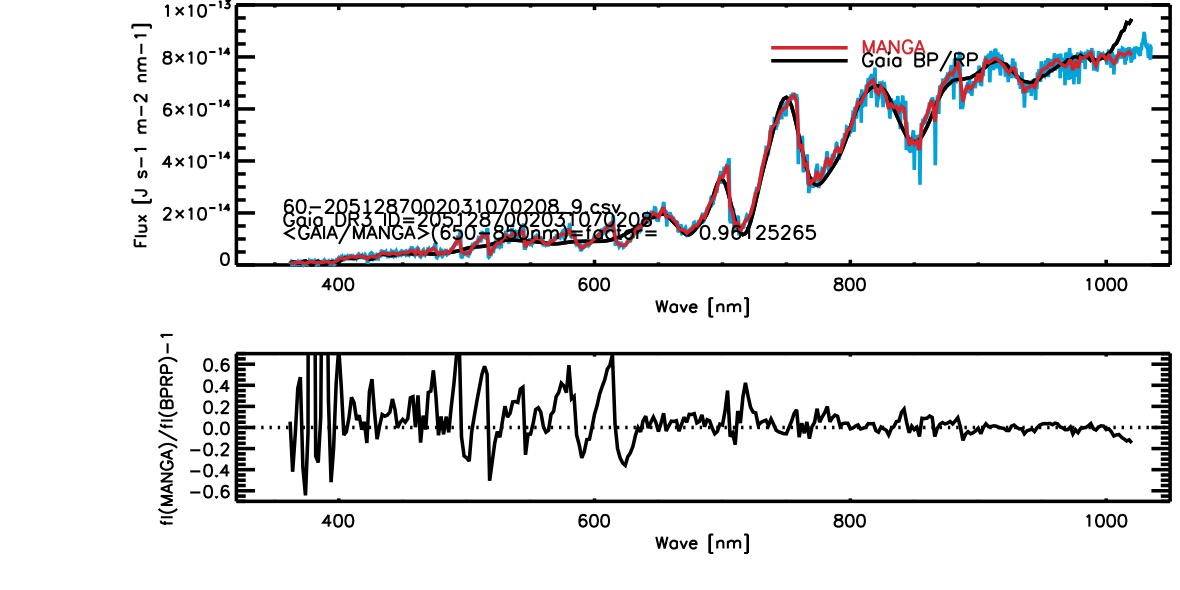 1×10-13
8×10-14
6×10-14
4×10-14
2×10-14
0
Flux [J s-1 m-2 nm-1]
MANGA
Gaia BP/RP
60-2051287002031070208_9.csv
Gaia DR3 ID=2051287002031070208
<GAIA/MANGA>(650-850nm)=factor= 0.96125265
400 600 800 1000
Wave [nm]
0.6
0.4
0.2
0.0
-0.2
-0.4
-0.6
fl(MANGA)/fl(BPRP)-1
400 600 800 1000
Wave [nm]